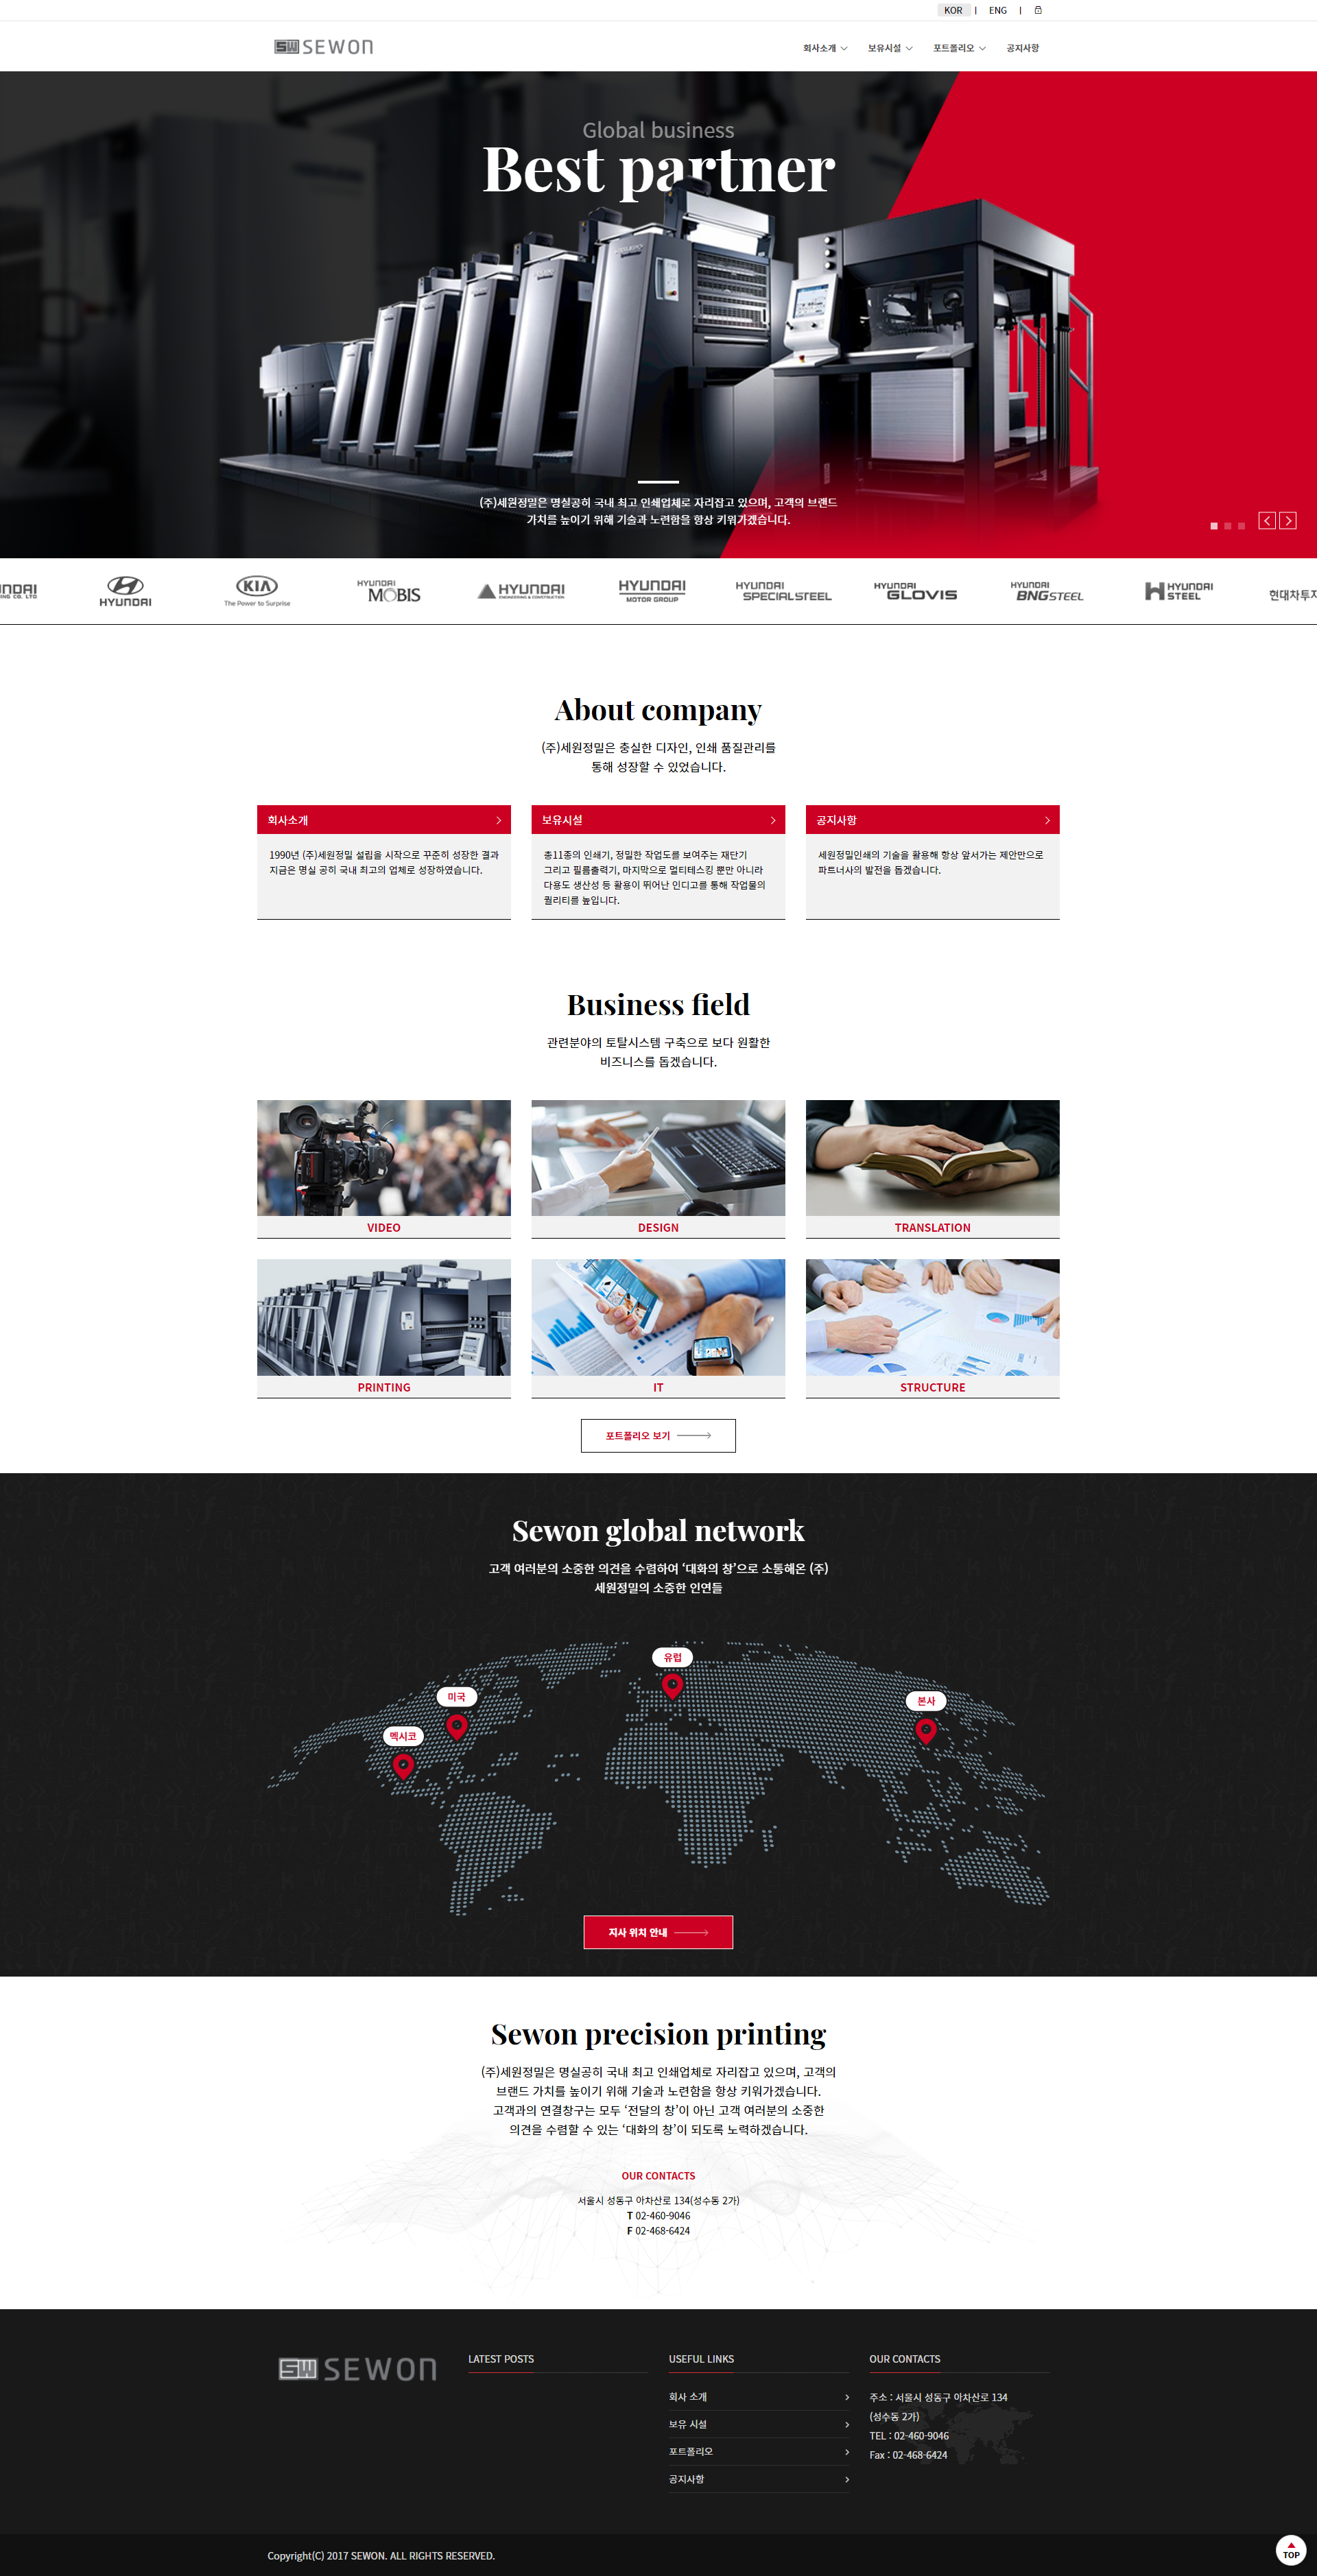 KOR | ENG |
SW SEWON
회사소개 보유시설 포트폴리오 공지사항
Global business
Best partner
(주)세원정밀은 명실공히 국내 최고 인쇄업체로 자리잡고 있으며, 고객의 브랜드
가치를 높이기 위해 기술과 노련함을 항상 키워가겠습니다.
HYUNDAI
KIA
The Power to Surprise
HYUNDAI
MOBIS
HYUNDAI
ENGINEERING & CONSTRUCTION
HYUNDAI
MOTOR GROUP
HYUNDAI
SPECIAL STEEL
HYUNDAI
GLOVIS
HYUNDAI
BNG STEEL
HYUNDAI
STEEL
About company
(주)세원정밀은 충실한 디자인, 인쇄 품질관리를
통해 성장할 수 있었습니다.
회사소개
1990년 (주)세원정밀 설립을 시작으로 꾸준히 성장한 결과
지금은 명실 공히 국내 최고의 업체로 성장하였습니다.
보유시설
총11종의 인쇄기, 정밀한 작업도를 보여주는 재단기
그리고 필름출력기, 마지막으로 멀티테스킹 뿐만 아니라
다용도 생산성 등 활용이 뛰어난 인디고를 통해 작업물의
퀄리티를 높입니다.
공지사항
세원정밀인쇄의 기술을 활용해 항상 앞서가는 제안만으로
파트너사의 발전을 돕겠습니다.
Business field
관련분야의 토탈시스템 구축으로 보다 원활한
비즈니스를 돕겠습니다.
VIDEO
DESIGN
TRANSLATION
PRINTING
IT
STRUCTURE
포트폴리오 보기
Sewon global network
고객 여러분의 소중한 의견을 수렴하여 ‘대화의 창’으로 소통해온 (주)
세원정밀의 소중한 인연들
유럽
미국
본사
멕시코
지사 위치 안내
Sewon precision printing
(주)세원정밀은 명실공히 국내 최고 인쇄업체로 자리잡고 있으며, 고객의
브랜드 가치를 높이기 위해 기술과 노련함을 항상 키워가겠습니다.
고객과의 연결창구는 모두 ‘전달의 창’이 아닌 고객 여러분의 소중한
의견을 수렴할 수 있는 ‘대화의 창’이 되도록 노력하겠습니다.
OUR CONTACTS
서울시 성동구 아차산로 134(성수동 2가)
T 02-460-9046
F 02-468-6424
SW SEWON
LATEST POSTS
USEFUL LINKS
회사 소개
보유 시설
포트폴리오
공지사항
OUR CONTACTS
주소 : 서울시 성동구 아차산로 134
(성수동 2가)
TEL : 02-460-9046
Fax : 02-468-6424
Copyright(C) 2017 SEWON. ALL RIGHTS RESERVED.
TOP